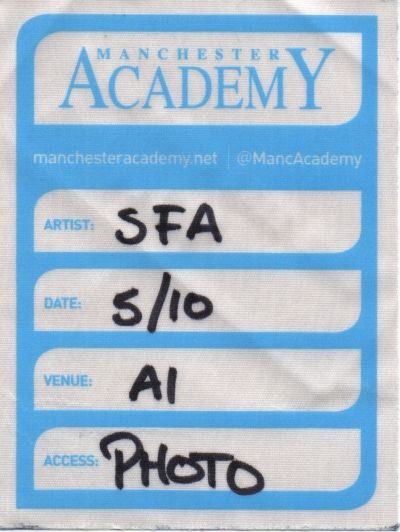 MANCHESTER
ACADEMY
manchesteracademy.net | @MancAcademy
ARTIST: SFA
DATE: 5/10
VENUE: A1
ACCESS: PHOTO